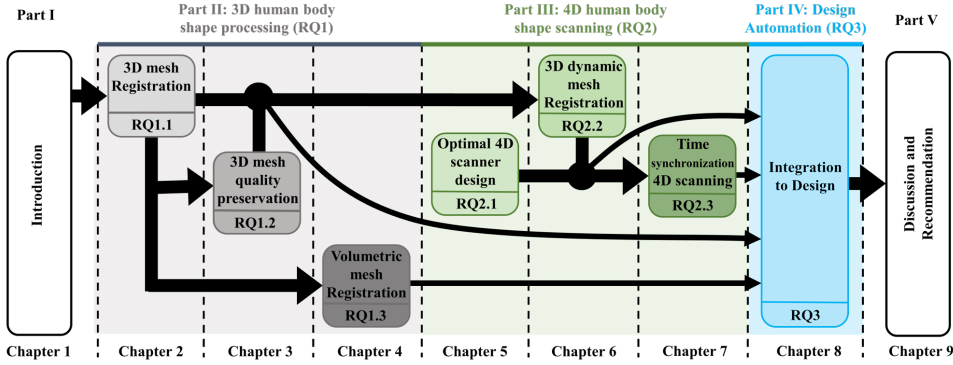 Part I
Part II: 3D human body
shape processing (RQ1)
Part III: 4D human body
shape scanning (RQ2)
Part IV: Design
Automation (RQ3)
Part V
Introduction
3D mesh
Registration
RQ1.1
3D mesh
quality
preservation
RQ1.2
Volumetric
mesh
Registration
RQ1.3
Optimal 4D
scanner
design
RQ2.1
3D dynamic
mesh
Registration
RQ2.2
Time
synchronization
4D scanning
RQ2.3
Integration
to Design
RQ3
Discussion and
Recommendation
Chapter 1
Chapter 2
Chapter 3
Chapter 4
Chapter 5
Chapter 6
Chapter 7
Chapter 8
Chapter 9